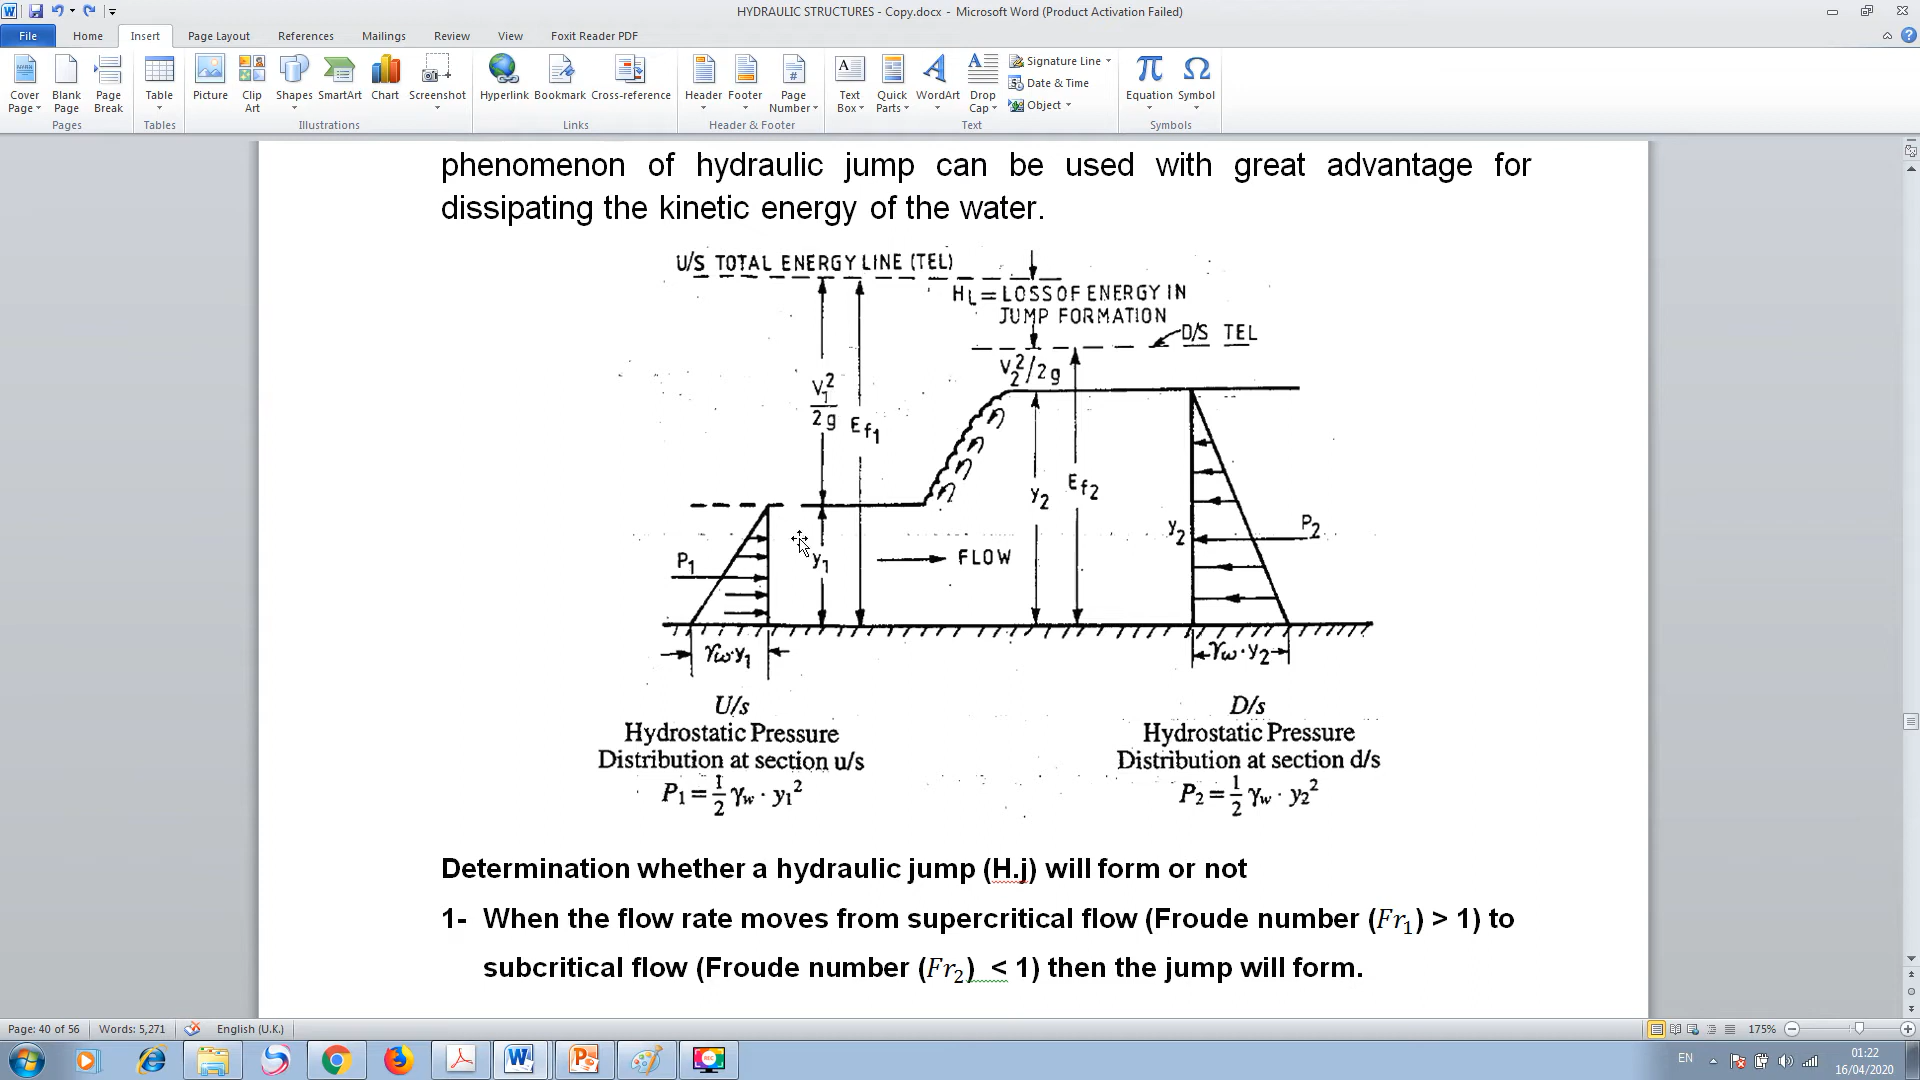 HYDRAULIC STRUCTURES - Copy.docx - Microsoft Word (Product Activation Failed)
File Home Insert Page Layout References Mailings Review View Foxit Reader PDF
Cover Page Blank Page Page Break Table Picture Clip Art Shapes SmartArt Chart Screenshot Hyperlink Bookmark Cross-reference Header Footer Page Number Text Box Quick Parts WordArt Drop Cap Signature Line Date & Time Object Equation Symbol
Pages Tables Illustrations Links Header & Footer Text Symbols
phenomenon of hydraulic jump can be used with great advantage for
dissipating the kinetic energy of the water.
U/S TOTAL ENERGY LINE (TEL)
HL = LOSS OF ENERGY IN
JUMP FORMATION
D/S TEL
V₂²/2g
V₁²
2g
Ef₁
y₂
Ef₂
y₂
P₂
P₁
y₁
FLOW
γω·y₁
γω·y₂
U/s
Hydrostatic Pressure
Distribution at section u/s
P₁ = 1/2 γw · y₁²
D/s
Hydrostatic Pressure
Distribution at section d/s
P₂ = 1/2 γw · y₂²
Determination whether a hydraulic jump (H.j) will form or not
1- When the flow rate moves from supercritical flow (Froude number (Fr₁) > 1) to
subcritical flow (Froude number (Fr₂) < 1) then the jump will form.
Page: 40 of 56 Words: 5,271 English (U.K.) 175%
EN 01:22
16/04/2020